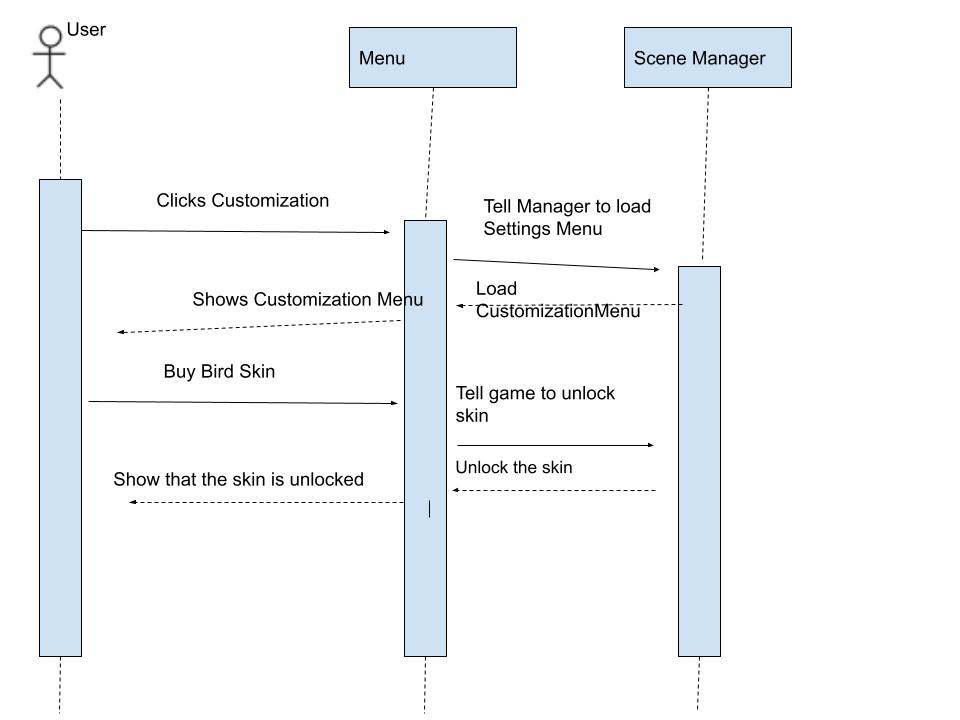 User
Menu
Scene Manager
Clicks Customization
Tell Manager to load
Settings Menu
Load
CustomizationMenu
Shows Customization Menu
Buy Bird Skin
Tell game to unlock
skin
Unlock the skin
Show that the skin is unlocked